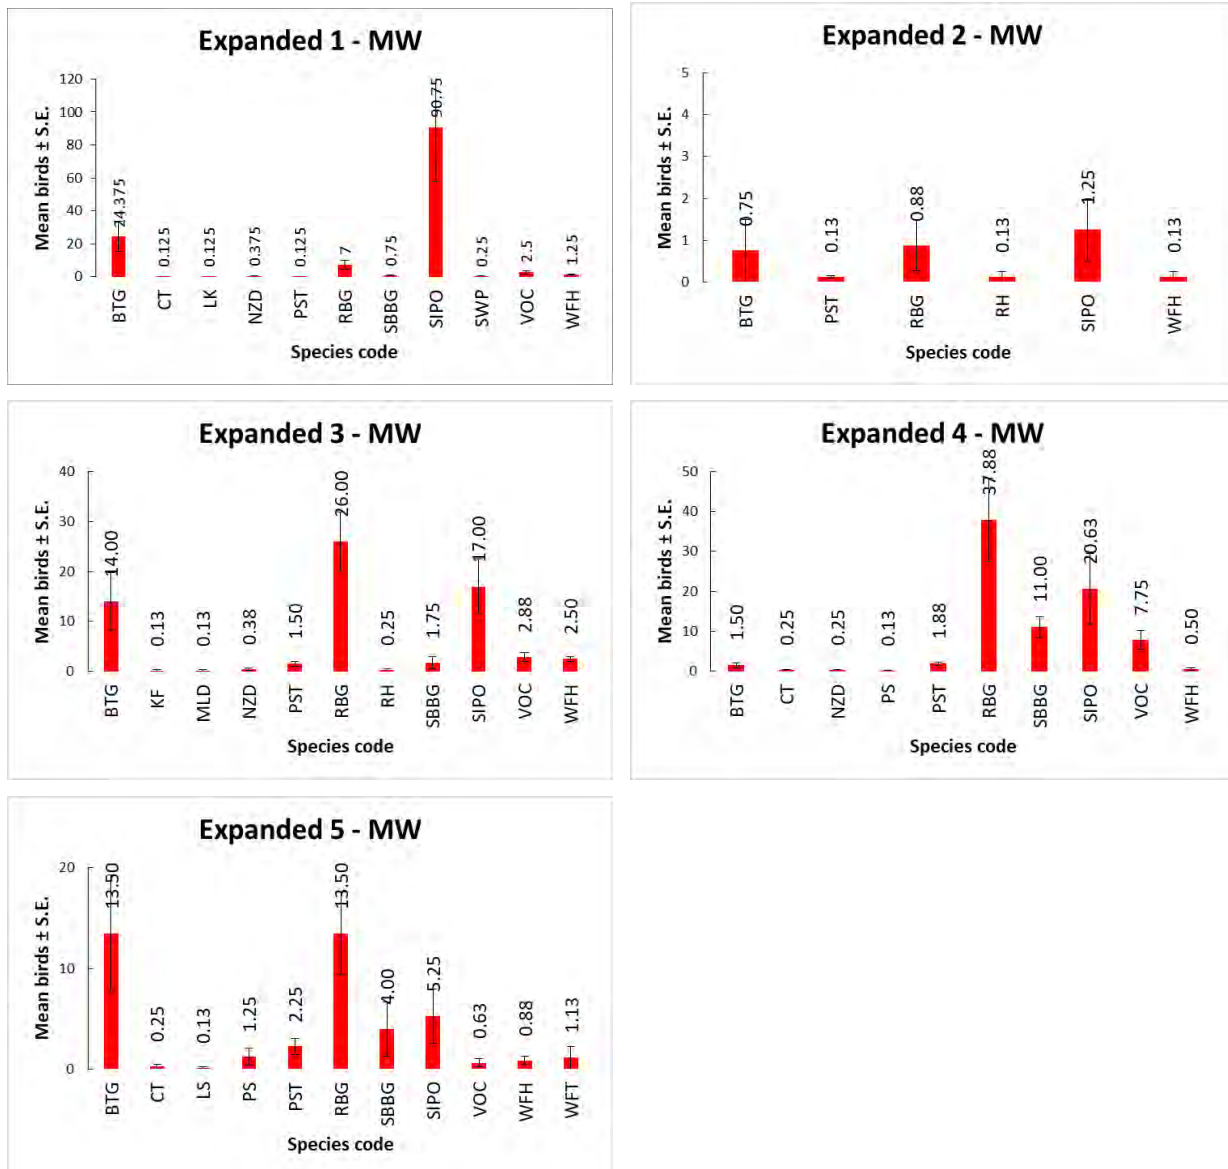 Expanded 1 - MW
Mean birds ± S.E.
120
100
80
60
40
20
0
24.375
0.125
0.125
0.375
0.125
7
0.75
90.75
0.25
2.5
1.25
BTG
CT
LK
NZD
PST
RBG
SBBG
SIPO
SWP
VOC
WFH
Species code
Expanded 2 - MW
Mean birds ± S.E.
5
4
3
2
1
0
0.75
0.13
0.88
0.13
1.25
0.13
BTG
PST
RBG
RH
SIPO
WFH
Species code
Expanded 3 - MW
Mean birds ± S.E.
40
30
20
10
0
14.00
0.13
0.13
0.38
1.50
26.00
0.25
1.75
17.00
2.88
2.50
BTG
KF
MLD
NZD
PST
RBG
RH
SBBG
SIPO
VOC
WFH
Species code
Expanded 4 - MW
Mean birds ± S.E.
50
40
30
20
10
0
1.50
0.25
0.25
0.13
1.88
37.88
11.00
20.63
7.75
0.50
BTG
CT
NZD
PS
PST
RBG
SBBG
SIPO
VOC
WFH
Species code
Expanded 5 - MW
Mean birds ± S.E.
20
10
0
13.50
0.25
0.13
1.25
2.25
13.50
4.00
5.25
0.63
0.88
1.13
BTG
CT
LS
PS
PST
RBG
SBBG
SIPO
VOC
WFH
WFT
Species code